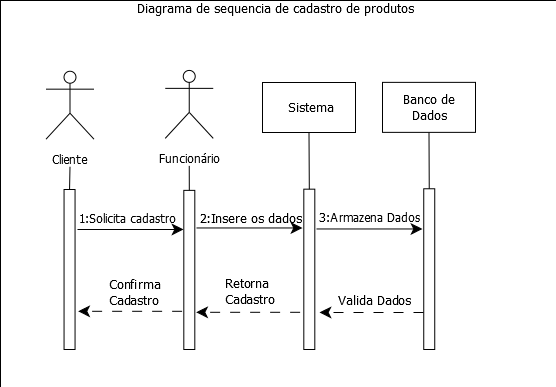 Diagrama de sequencia de cadastro de produtos
Sistema
Banco de
Dados
Cliente
Funcionário
1:Solicita cadastro
2:Insere os dados
3:Armazena Dados
Confirma
Cadastro
Retorna
Cadastro
Valida Dados